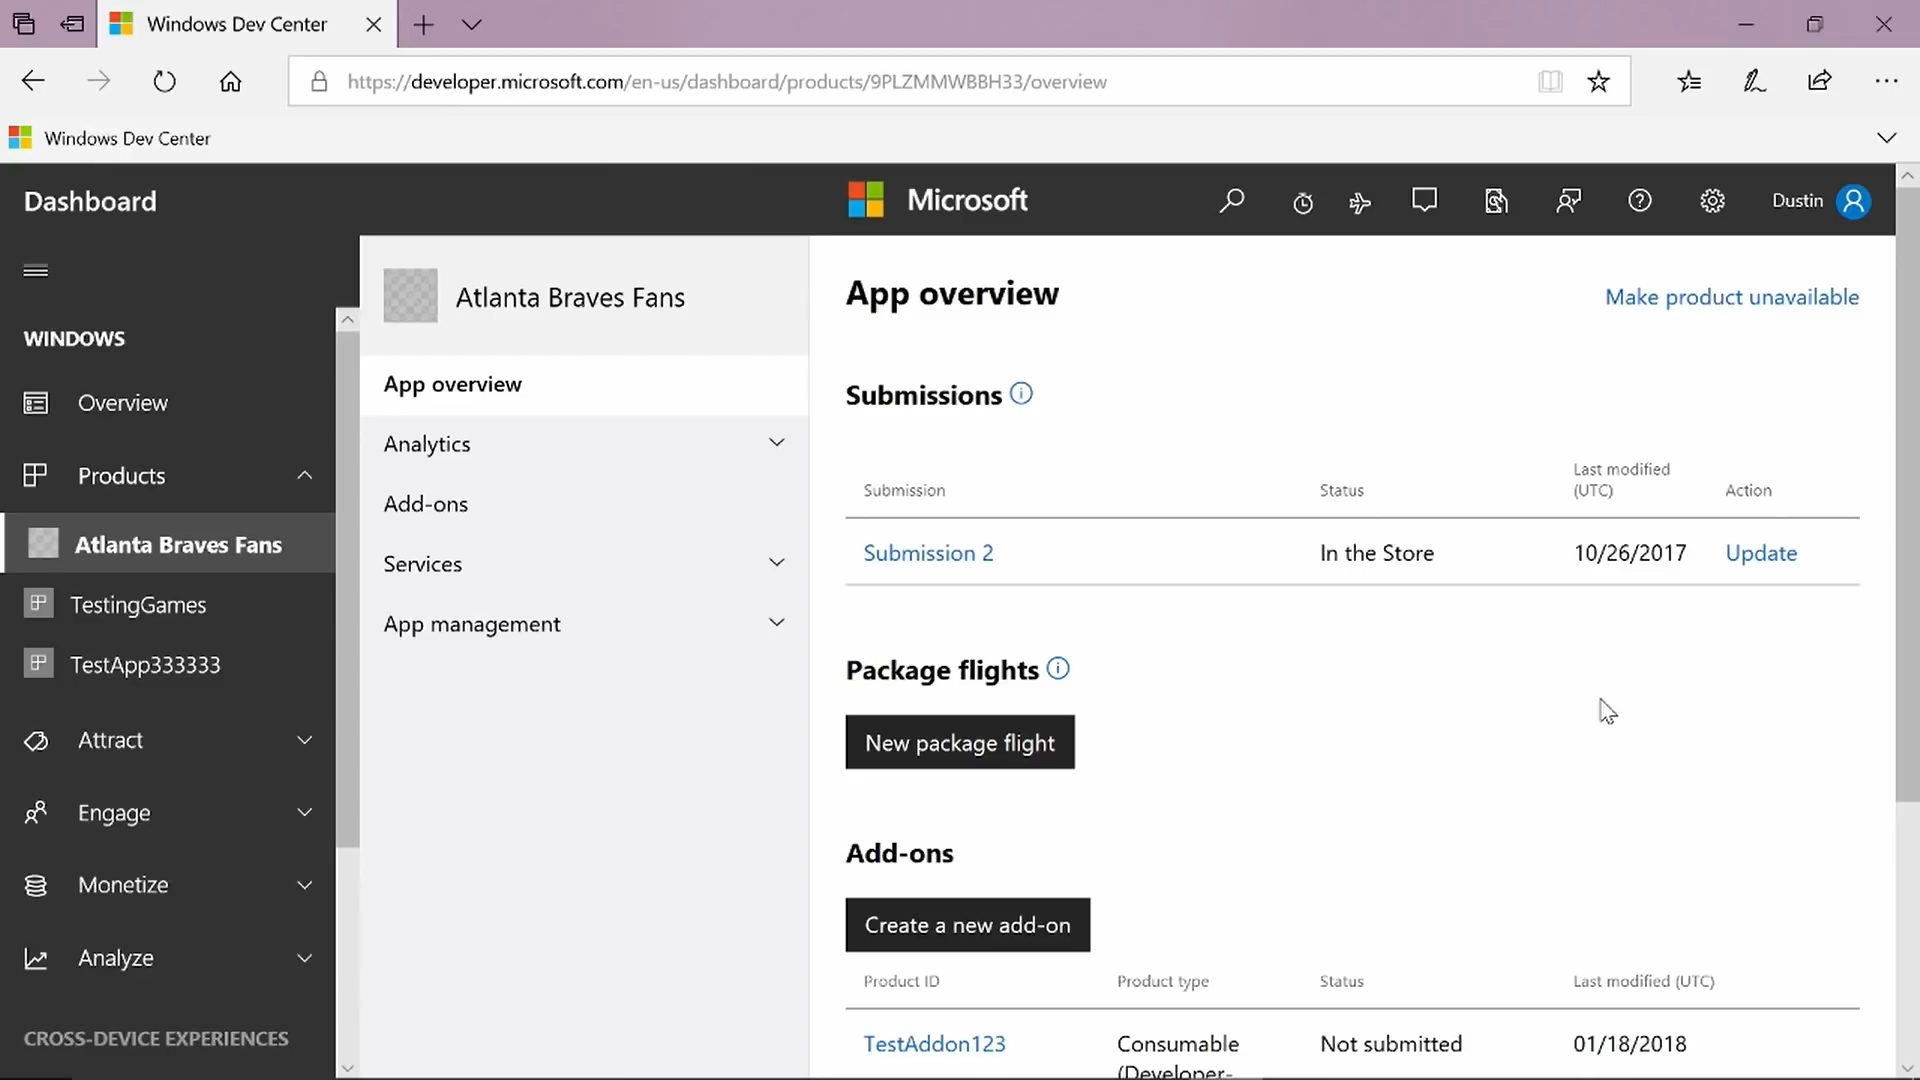 Windows Dev Center
https://developer.microsoft.com/en-us/dashboard/products/9PLZMMWBBH33/overview
Windows Dev Center
Dashboard
Microsoft
Dustin
WINDOWS
Overview
Products
Atlanta Braves Fans
TestingGames
TestApp333333
Attract
Engage
Monetize
Analyze
CROSS-DEVICE EXPERIENCES
Atlanta Braves Fans
App overview
Analytics
Add-ons
Services
App management
App overview
Make product unavailable
Submissions
Submission Status Last modified (UTC) Action
Submission 2 In the Store 10/26/2017 Update
Package flights
New package flight
Add-ons
Create a new add-on
Product ID Product type Status Last modified (UTC)
TestAddon123 Consumable Not submitted 01/18/2018
(Developer-